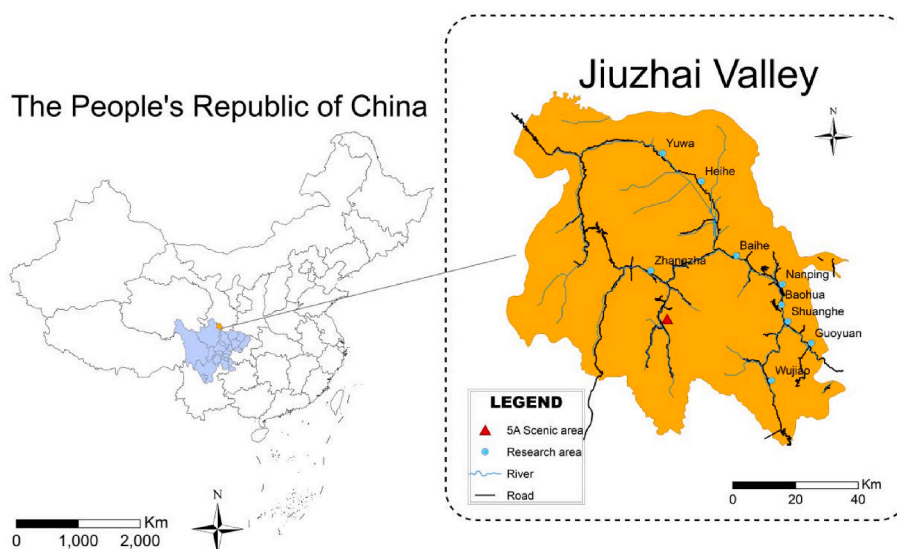 The People's Republic of China
N
0 1,000 2,000 Km
Jiuzhai Valley
N
Yuwa
Heihe
Baihe
Zhangzha
Nanping
Baohua
Shuanghe
Guoyuan
Wujiao
LEGEND
5A Scenic area
Research area
River
Road
Km
0 20 40